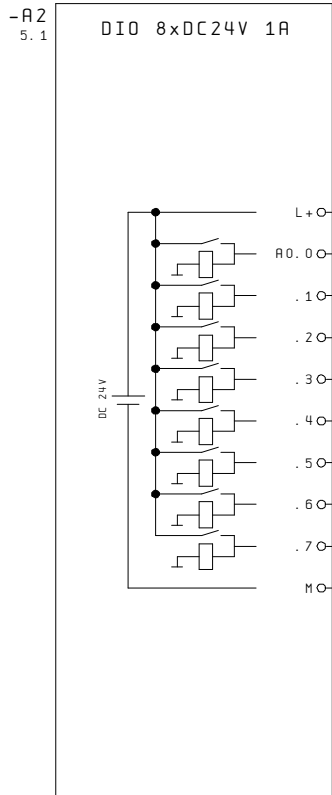 -A2
5.1
DIO 8xDC24V 1A
L+
A0.0
.1
.2
.3
DC 24V
.4
.5
.6
.7
M